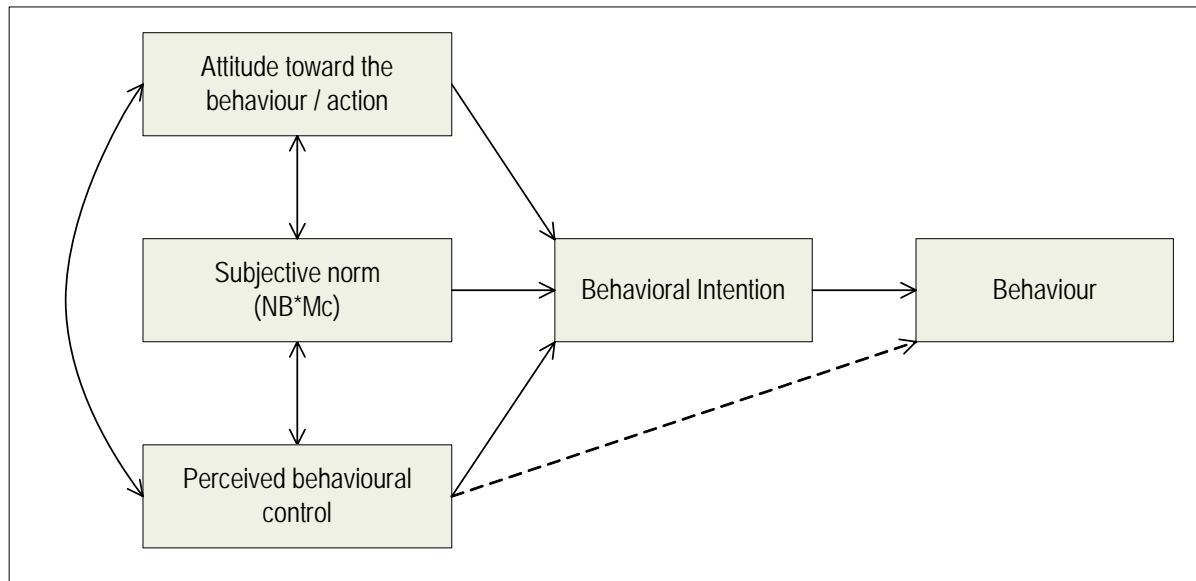 Attitude toward the
behaviour / action
Subjective norm
(NB*Mc)
Behavioral Intention
Behaviour
Perceived behavioural
control